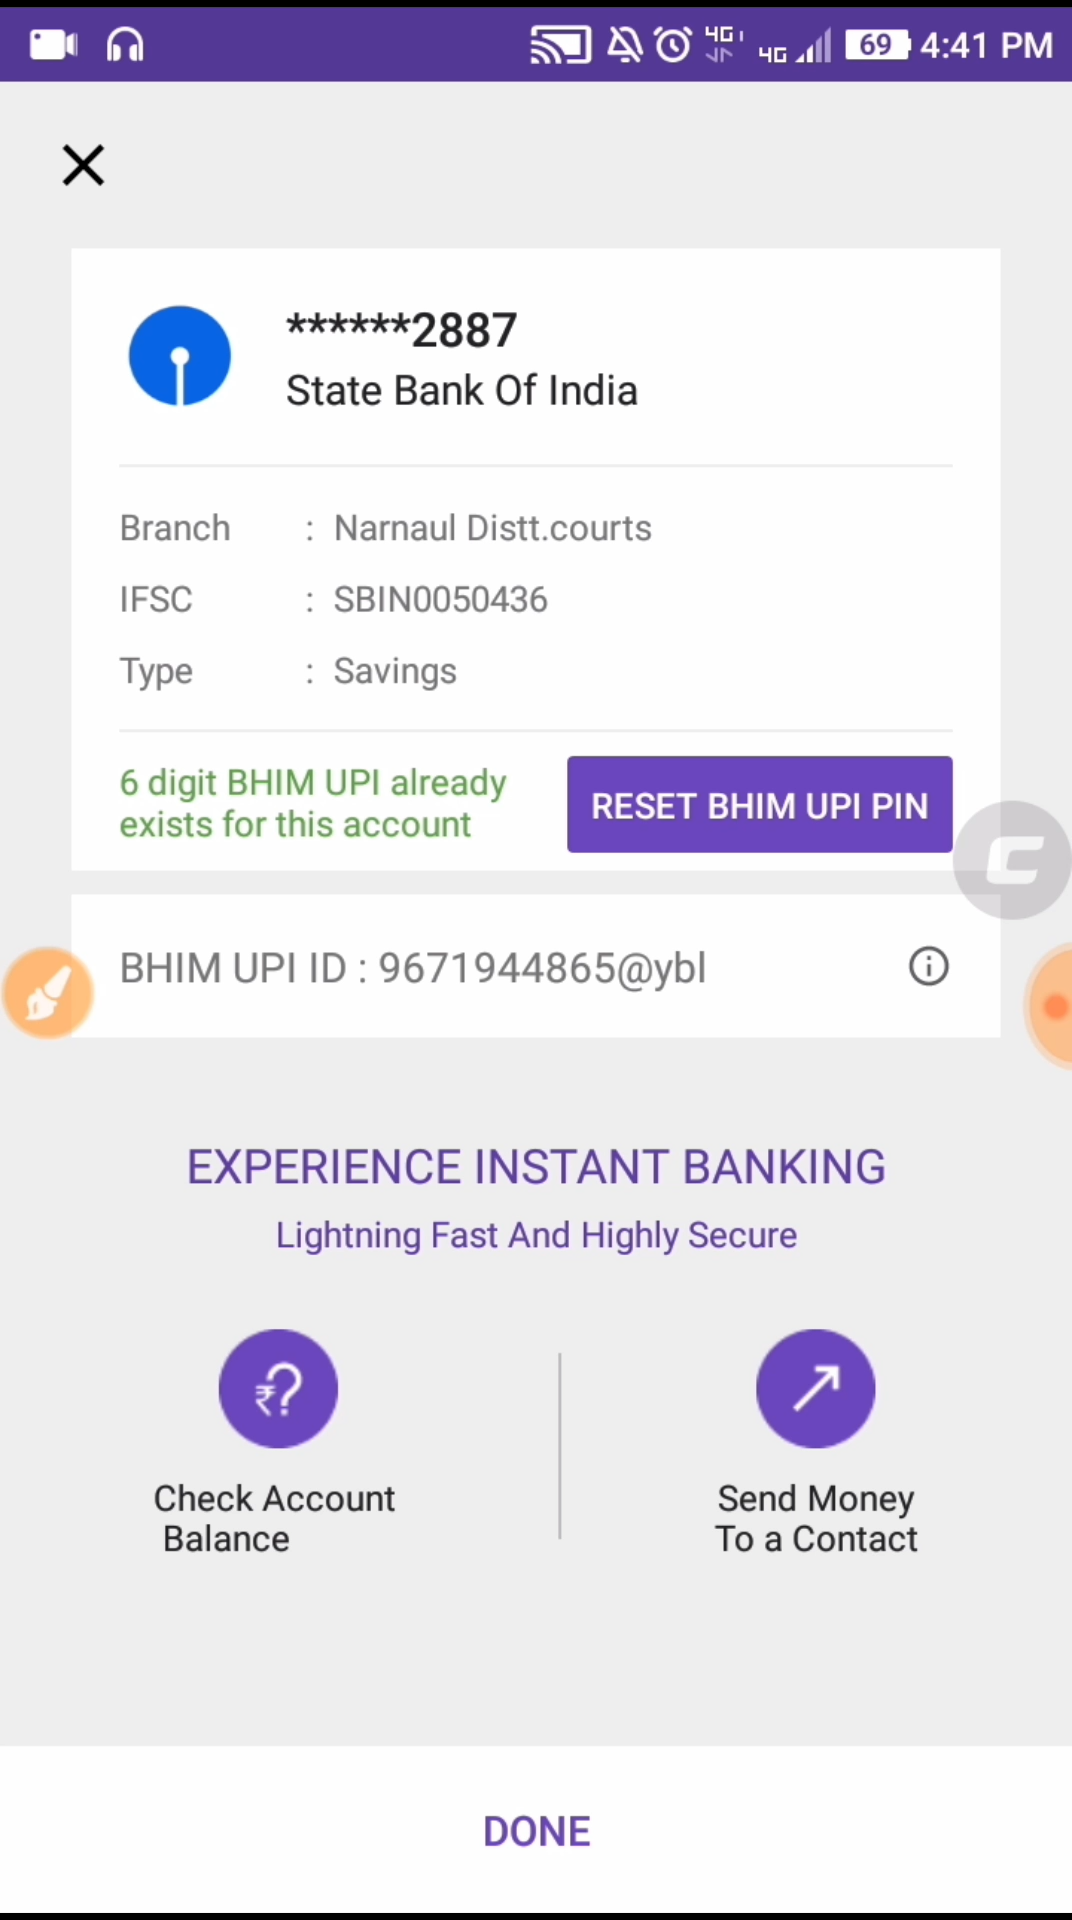 4G 4G 69 4:41 PM
******2887
State Bank Of India
Branch : Narnaul Distt.courts
IFSC : SBIN0050436
Type : Savings
6 digit BHIM UPI already
exists for this account
RESET BHIM UPI PIN
BHIM UPI ID : 9671944865@ybl
EXPERIENCE INSTANT BANKING
Lightning Fast And Highly Secure
₹?
Check Account
Balance
Send Money
To a Contact
DONE